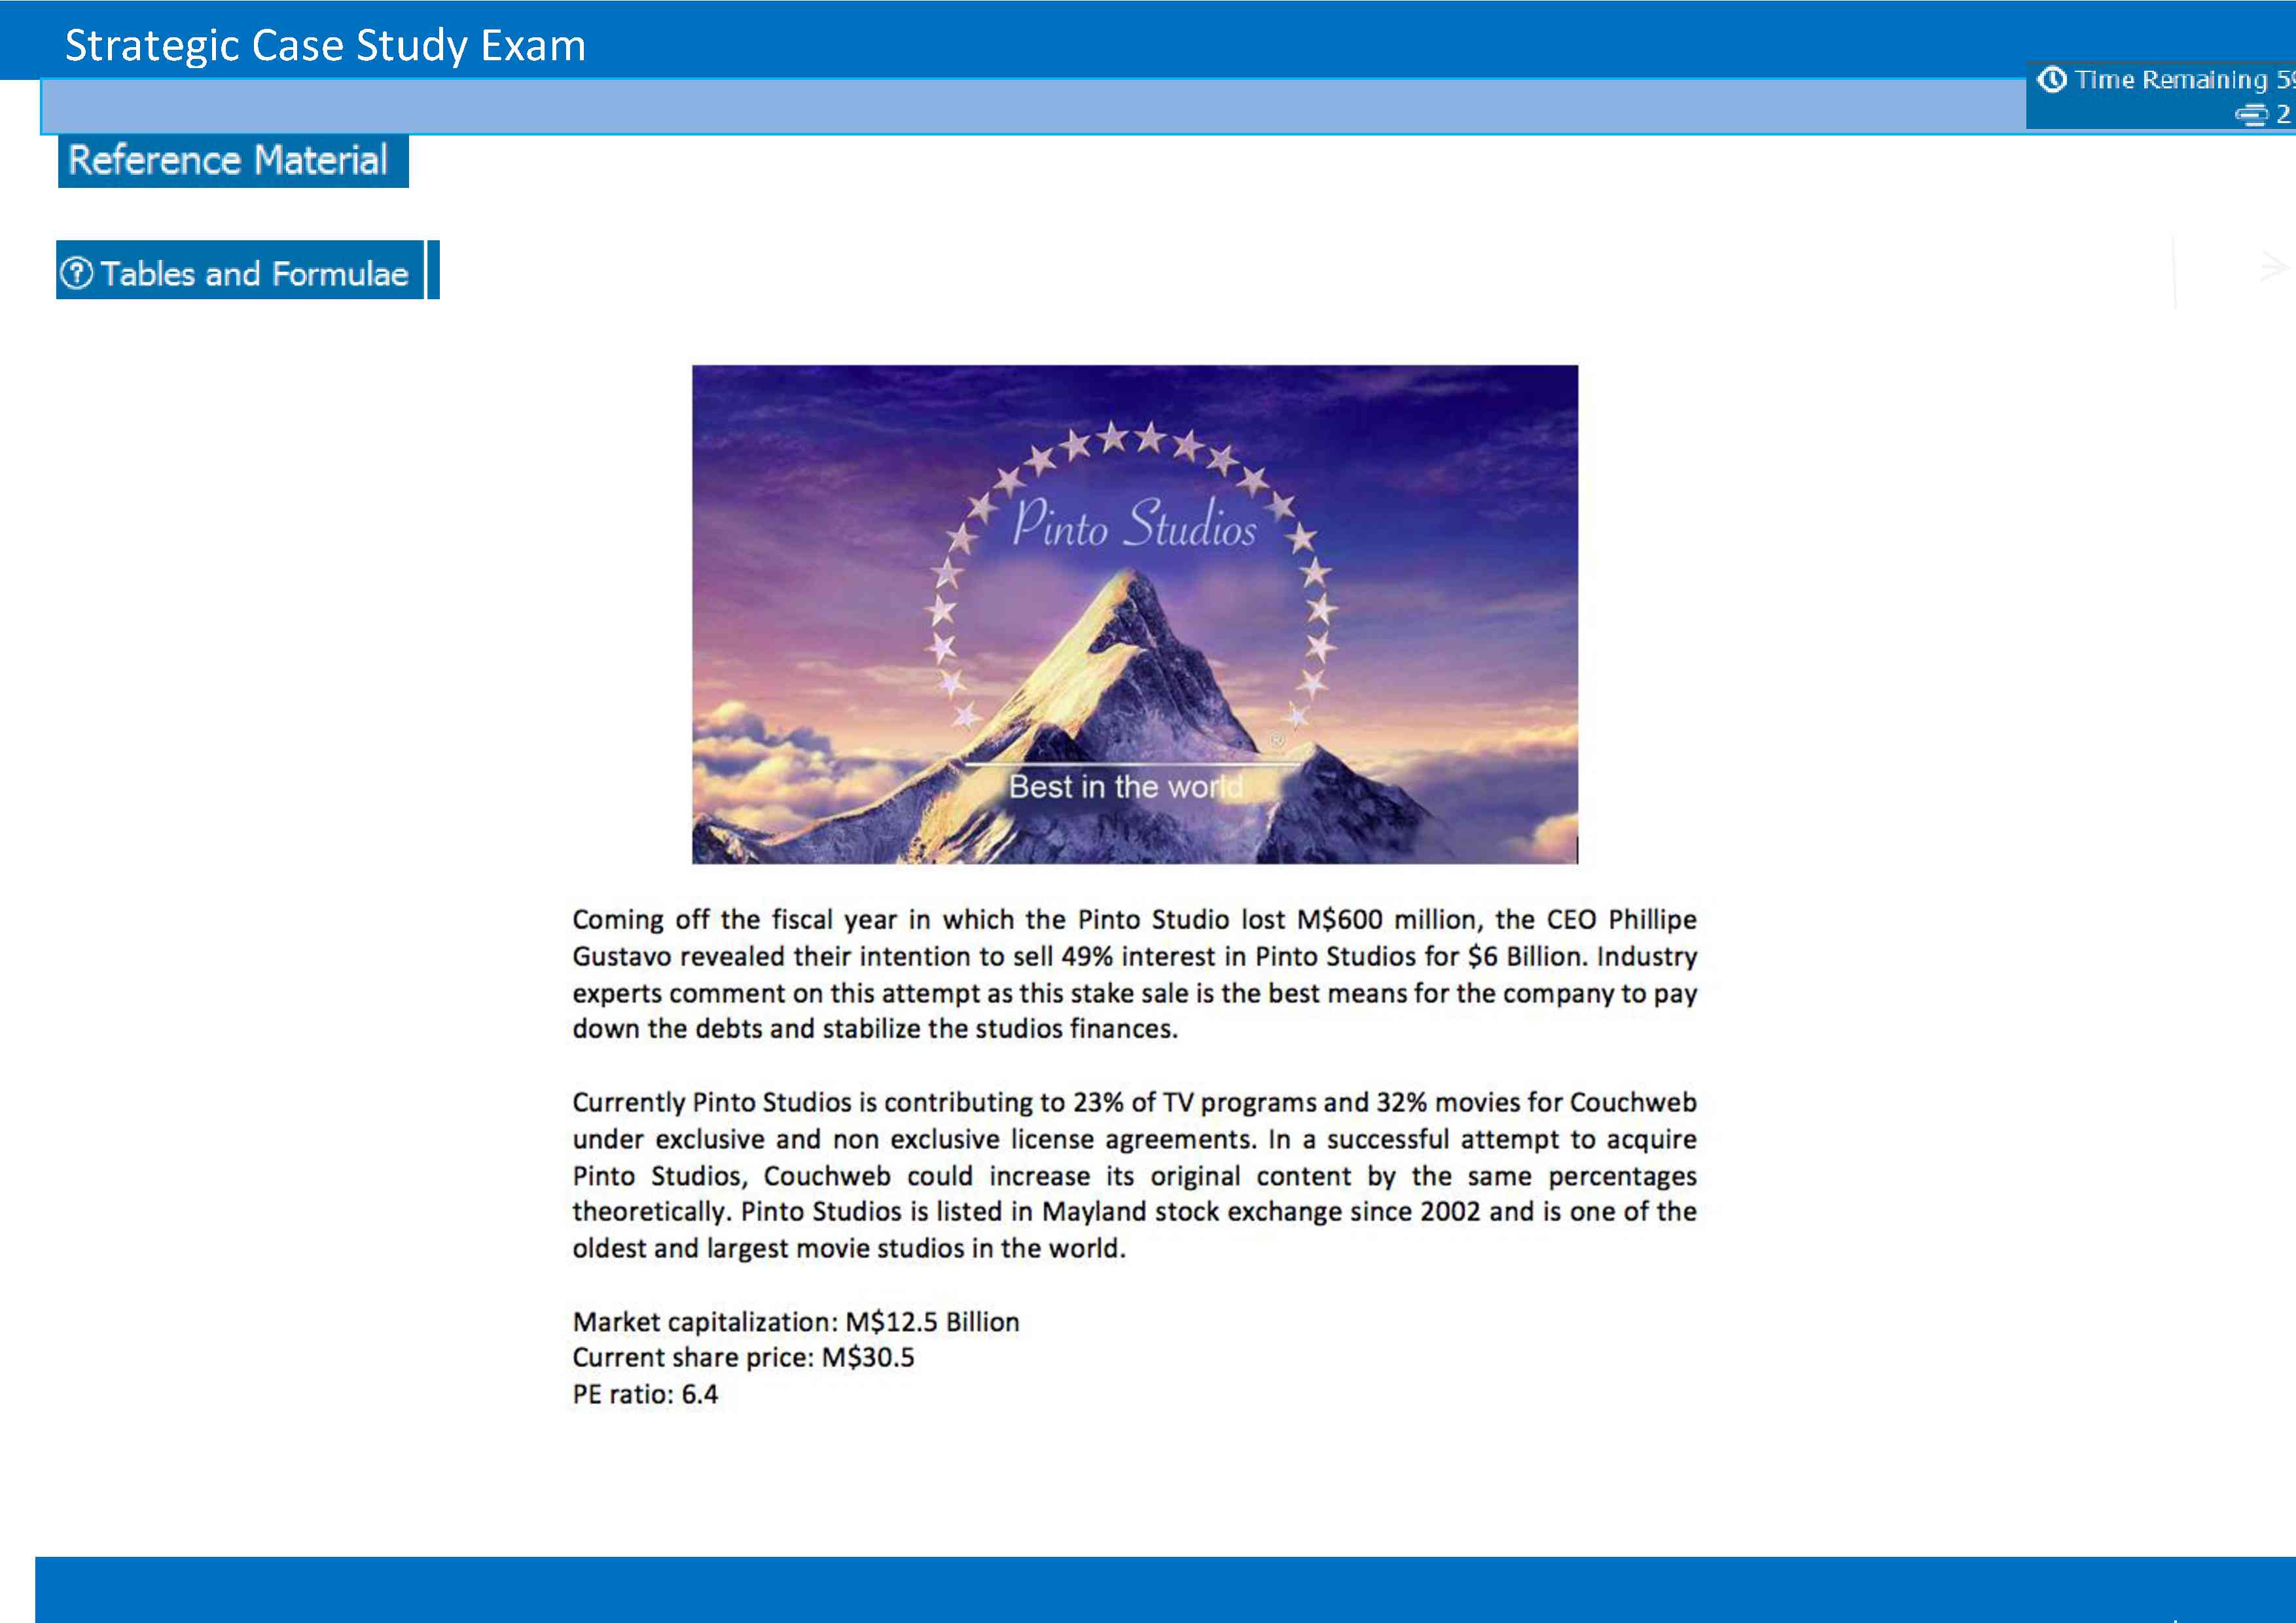 Strategic Case Study Exam
Time Remaining
2
Reference Material
Tables and Formulae
Pinto Studios
®
Best in the world
Coming off the fiscal year in which the Pinto Studio lost M$600 million, the CEO Phillipe
Gustavo revealed their intention to sell 49% interest in Pinto Studios for $6 Billion. Industry
experts comment on this attempt as this stake sale is the best means for the company to pay
down the debts and stabilize the studios finances.
Currently Pinto Studios is contributing to 23% of TV programs and 32% movies for Couchweb
under exclusive and non exclusive license agreements. In a successful attempt to acquire
Pinto Studios, Couchweb could increase its original content by the same percentages
theoretically. Pinto Studios is listed in Mayland stock exchange since 2002 and is one of the
oldest and largest movie studios in the world.
Market capitalization: M$12.5 Billion
Current share price: M$30.5
PE ratio: 6.4